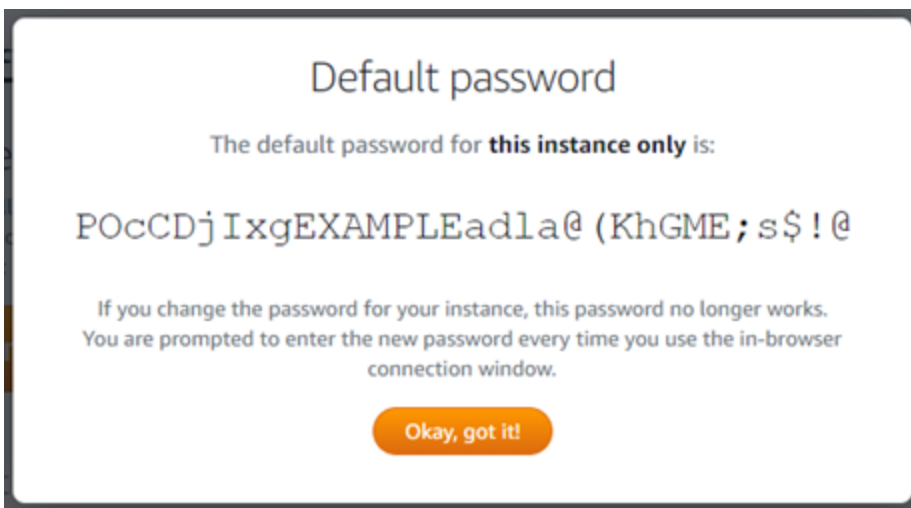 Default password
The default password for this instance only is:
POcCDjIxgEXAMPLEadla@(KhGME;s$!@
If you change the password for your instance, this password no longer works.
You are prompted to enter the new password every time you use the in-browser
connection window.
Okay, got it!